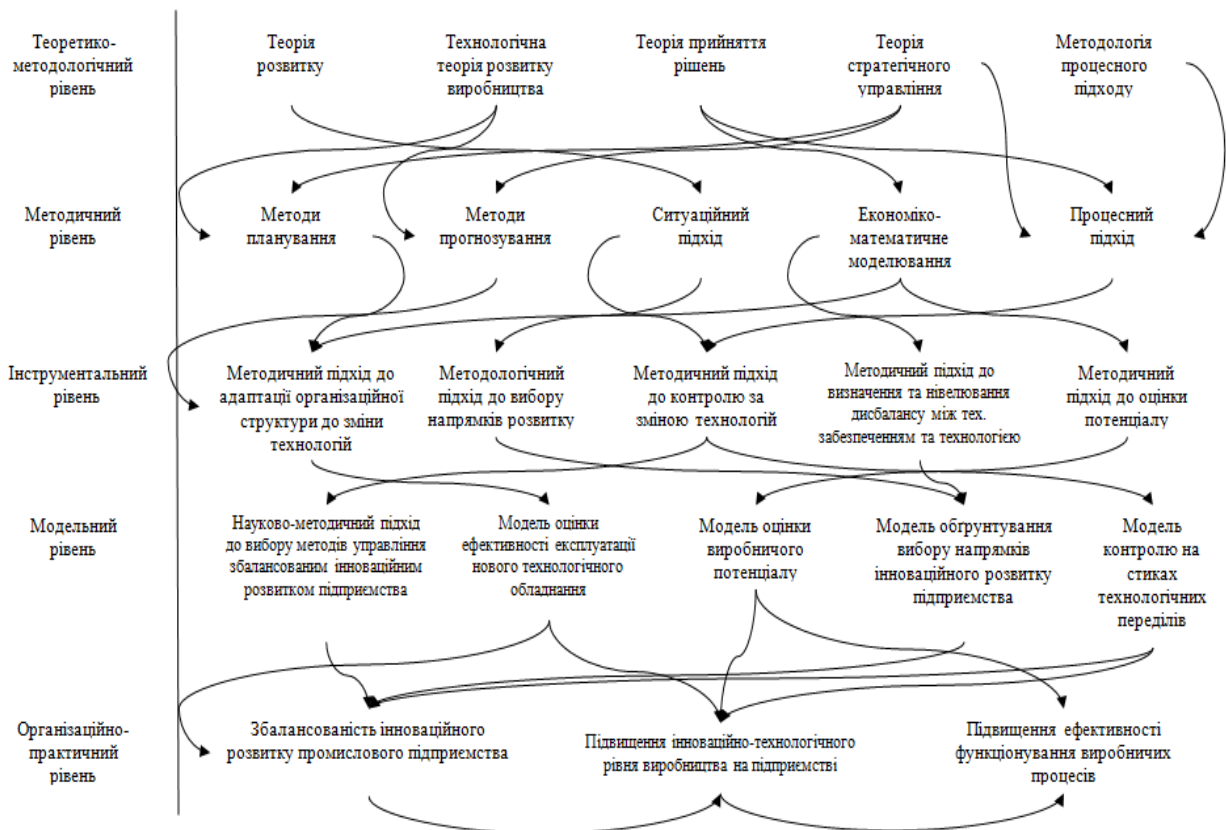 Теоретико-
методологічний
рівень
Теорія
розвитку
Технологічна
теорія розвитку
виробництва
Теорія прийняття
рішень
Теорія
стратегічного
управління
Методологія
процесного
підходу
Методичний
рівень
Методи
планування
Методи
прогнозування
Ситуаційний
підхід
Економіко-
математичне
моделювання
Процесний
підхід
Інструментальний
рівень
Методичний підхід до
адаптації організаційної
структури до зміни
технологій
Методологічний
підхід до вибору
напрямків розвитку
Методичний підхід
до контролю за
зміною технологій
Методичний підхід до
визначення та нівелювання
дисбалансу між тех.
забезпеченням та технологією
Методичний
підхід до оцінки
потенціалу
Модельний
рівень
Науково-методичний підхід
до вибору методів управління
збалансованим інноваційним
розвитком підприємства
Модель оцінки
ефективності експлуатації
нового технологічного
обладнання
Модель оцінки
виробничого
потенціалу
Модель обґрунтування
вибору напрямків
інноваційного розвитку
підприємства
Модель
контролю на
стиках
технологічних
переділів
Організаційно-
практичний
рівень
Збалансованість інноваційного
розвитку промислового підприємства
Підвищення інноваційно-технологічного
рівня виробництва на підприємстві
Підвищення ефективності
функціонування виробничих
процесів